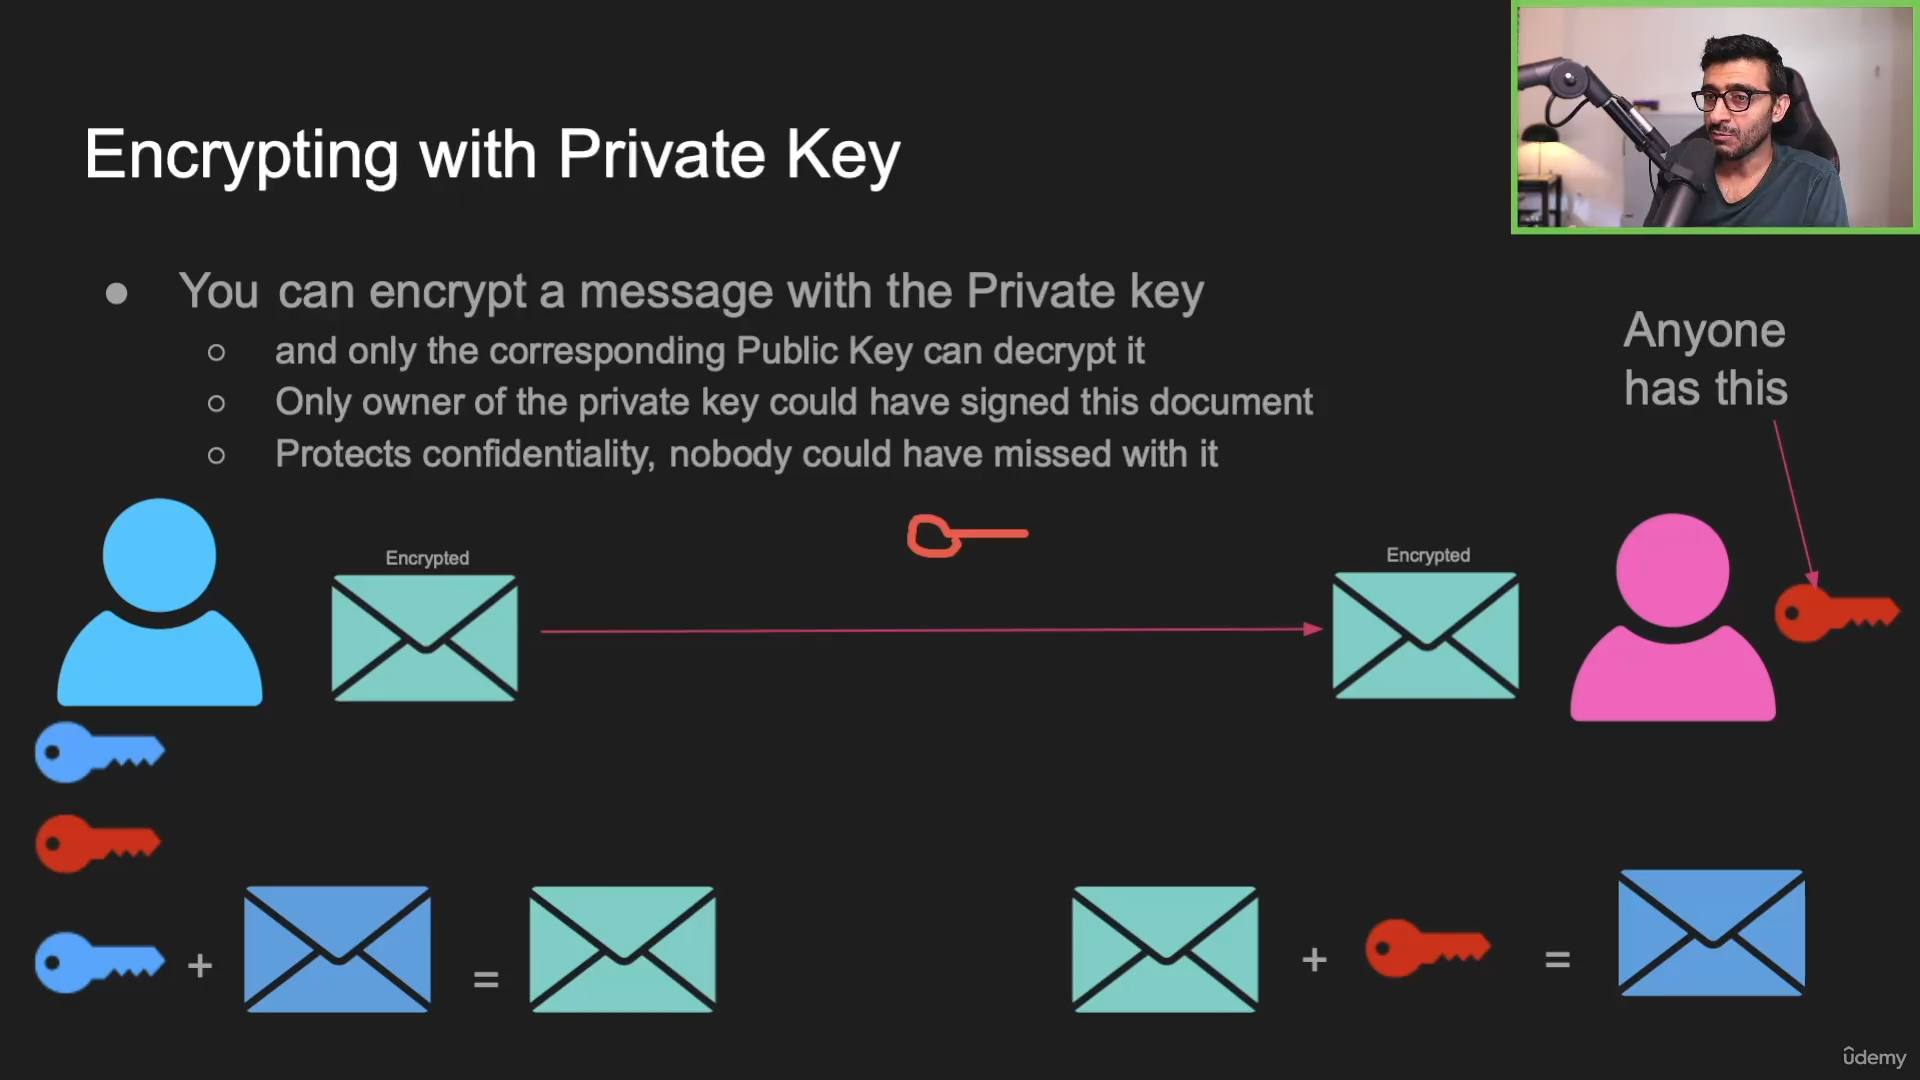 Encrypting with Private Key
● You can encrypt a message with the Private key
○ and only the corresponding Public Key can decrypt it
○ Only owner of the private key could have signed this document
○ Protects confidentiality, nobody could have missed with it
Anyone
has this
Encrypted
Encrypted
+ =
+ =
ûdemy